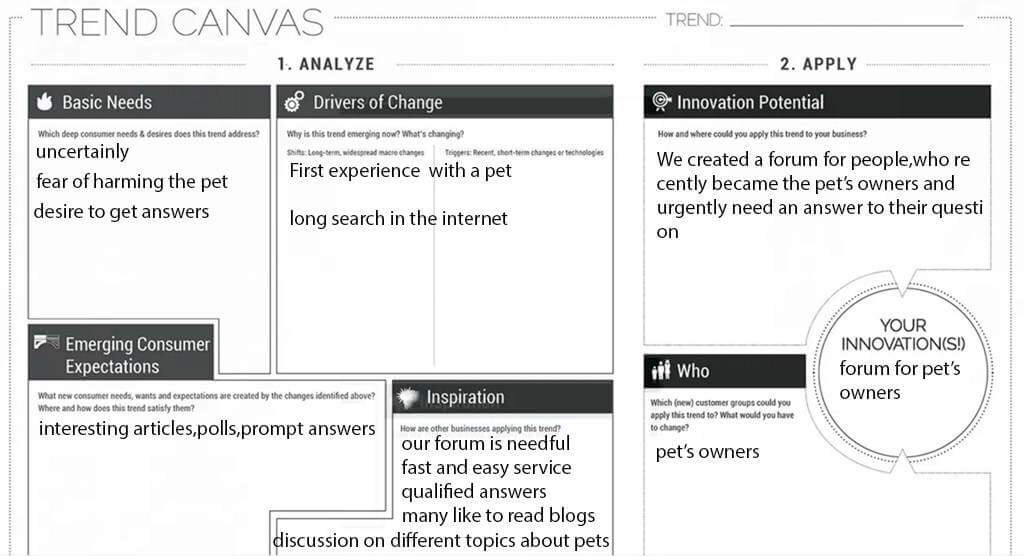 TREND CANVAS
TREND:
1. ANALYZE
2. APPLY
Basic Needs
Which deep consumer needs & desires does this trend address?
uncertainly
fear of harming the pet
desire to get answers
Drivers of Change
Why is this trend emerging now? What's changing?
Shifts: Long-term, widespread macro changes
Triggers: Recent, short-term changes or technologies
First experience with a pet
long search in the internet
Emerging Consumer
Expectations
What new consumer needs, wants and expectations are created by the changes identified above?
Where and how does this trend satisfy them?
interesting articles,polls,prompt answers
Inspiration
How are other businesses applying this trend?
our forum is needful
fast and easy service
qualified answers
many like to read blogs
discussion on different topics about pets
Innovation Potential
How and where could you apply this trend to your business?
We created a forum for people,who re
cently became the pet’s owners and
urgently need an answer to their questi
on
YOUR
INNOVATION(S!)
forum for pet’s
owners
Who
Which (new) customer groups could you
apply this trend to? What would you have
to change?
pet’s owners